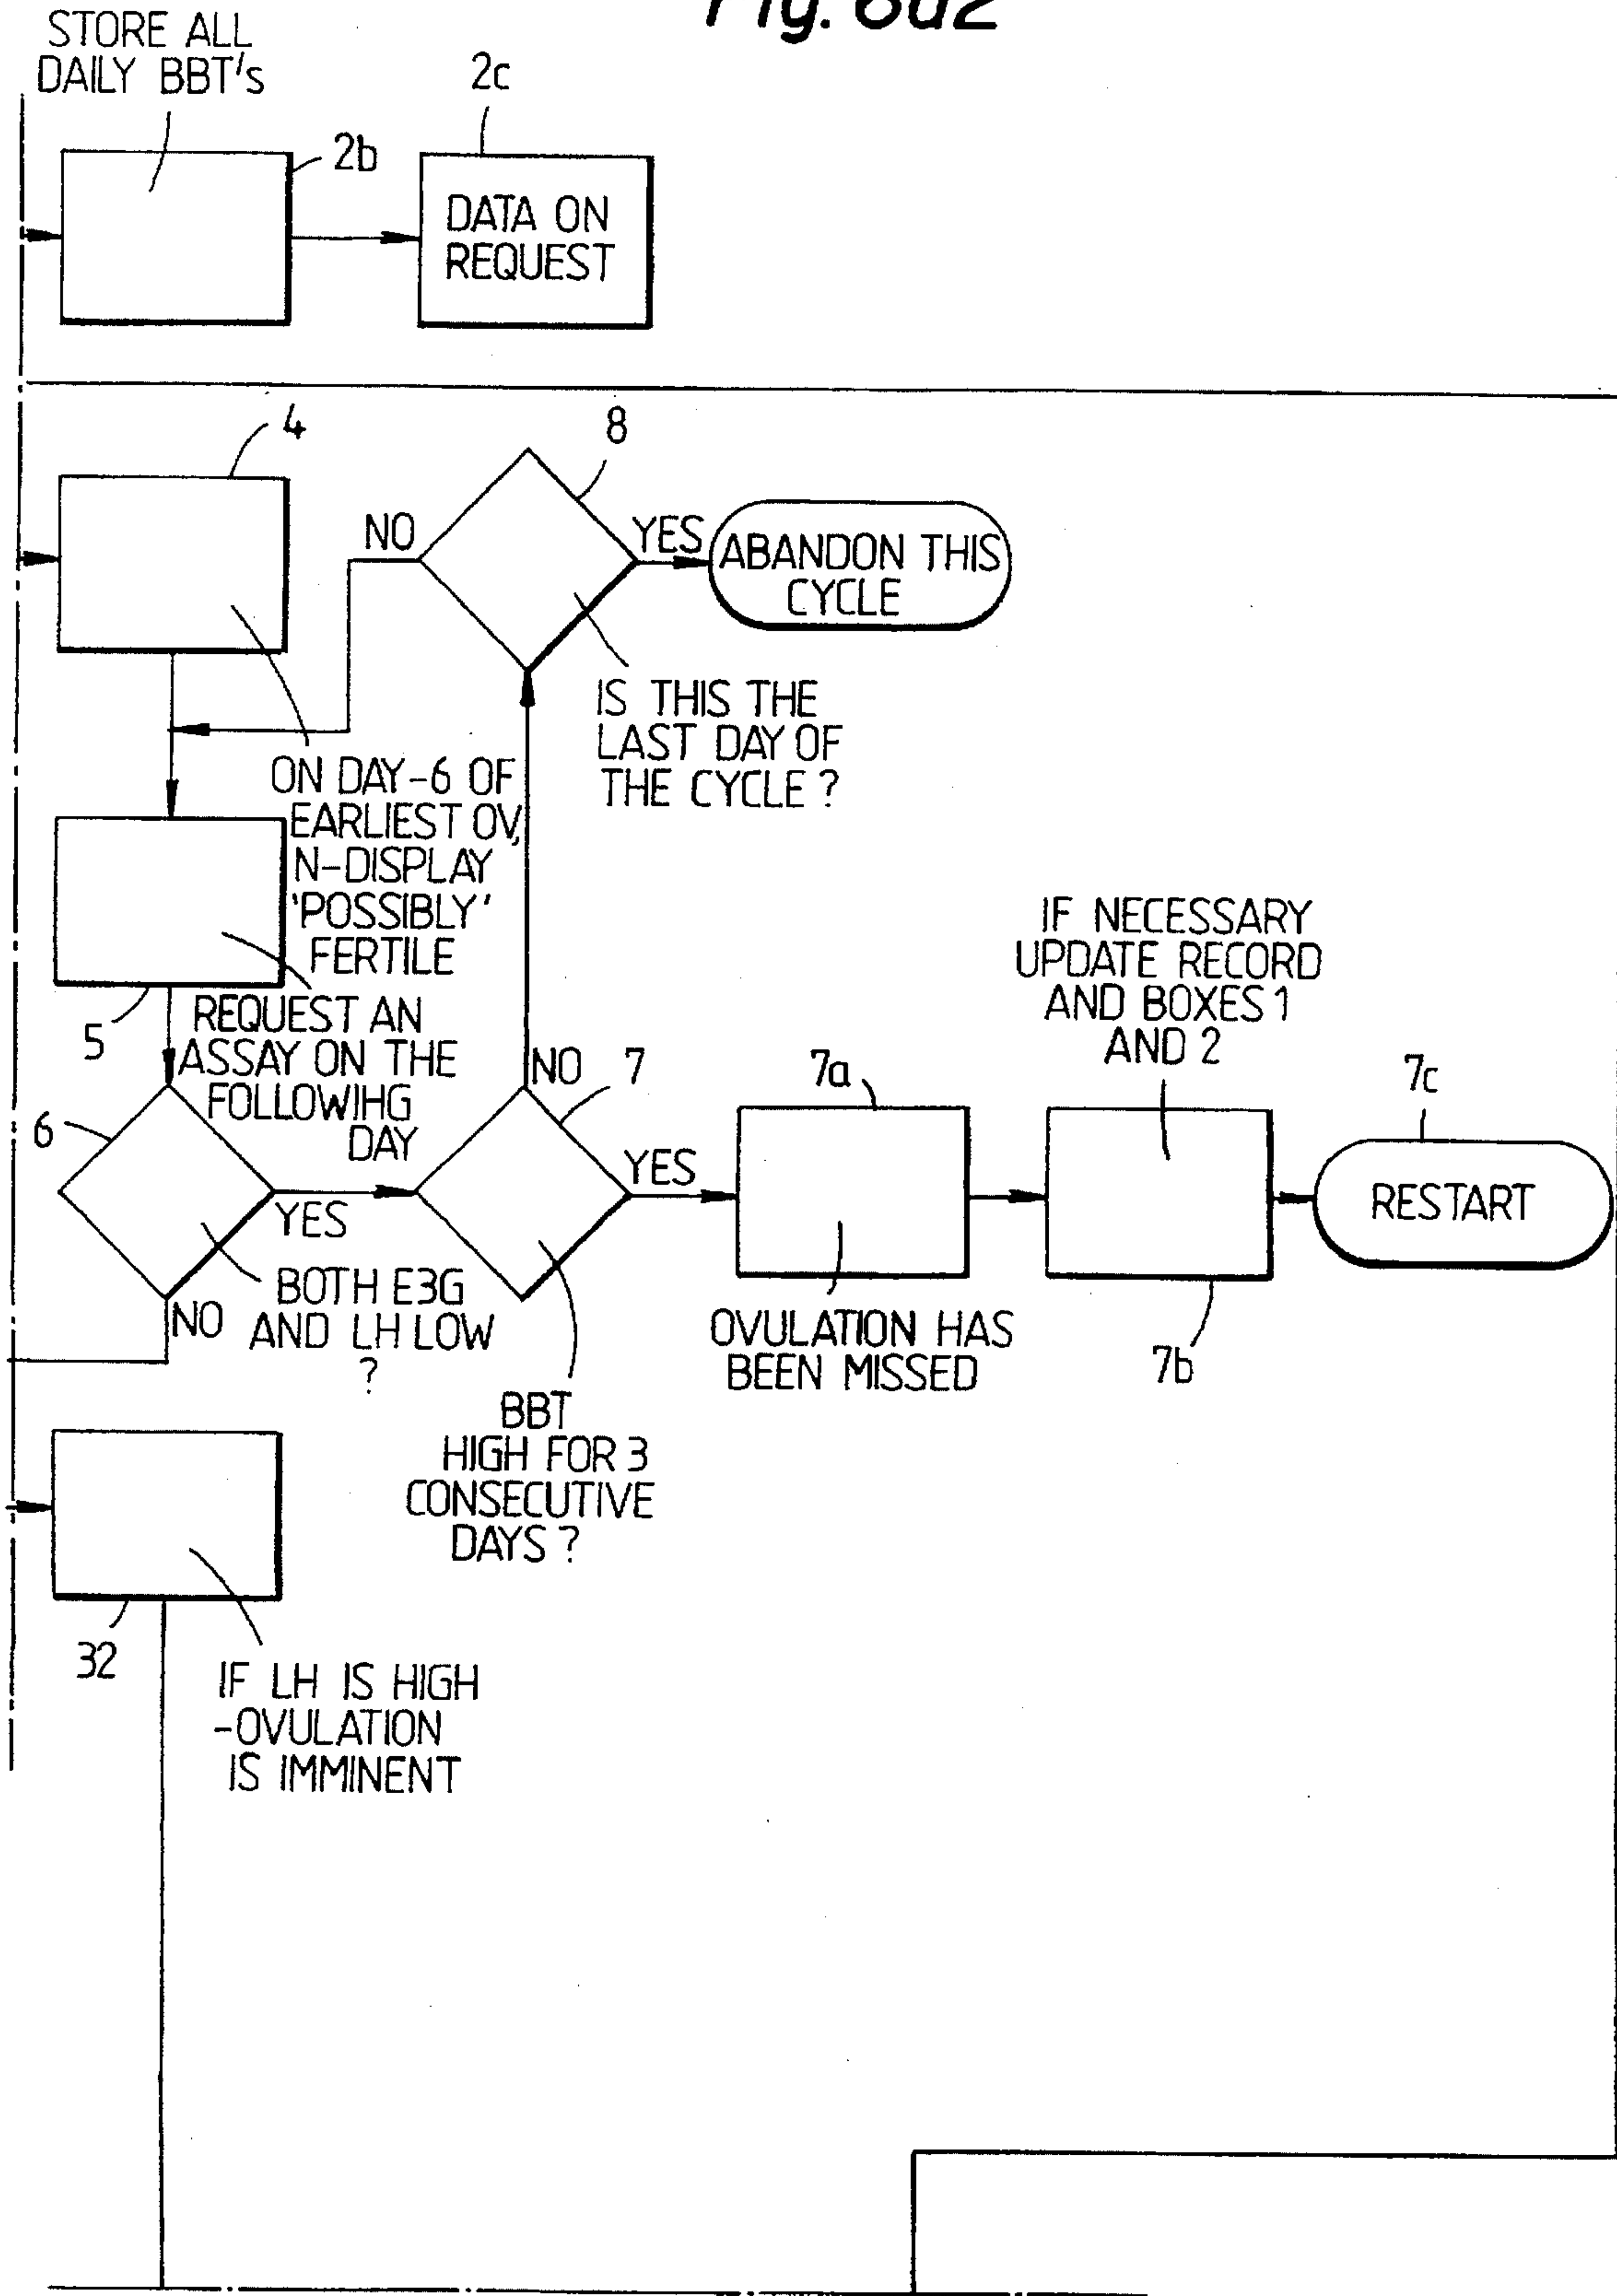 Fig. 6a2
STORE ALL
DAILY BBT's
2b
2c
DATA ON
REQUEST
4
8
NO
YES
ABANDON THIS
CYCLE
IS THIS THE
LAST DAY OF
THE CYCLE ?
ON DAY-6 OF
EARLIEST OV,
N-DISPLAY
'POSSIBLY'
FERTILE
5
REQUEST AN
ASSAY ON THE
FOLLOWIHG
DAY
6
YES
NO
BOTH E3G
AND LH LOW
?
NO
7
YES
BBT
HIGH FOR 3
CONSECUTIVE
DAYS ?
7a
OVULATION HAS
BEEN MISSED
IF NECESSARY
UPDATE RECORD
AND BOXES 1
AND 2
7b
7c
RESTART
32
IF LH IS HIGH
-OVULATION
IS IMMINENT